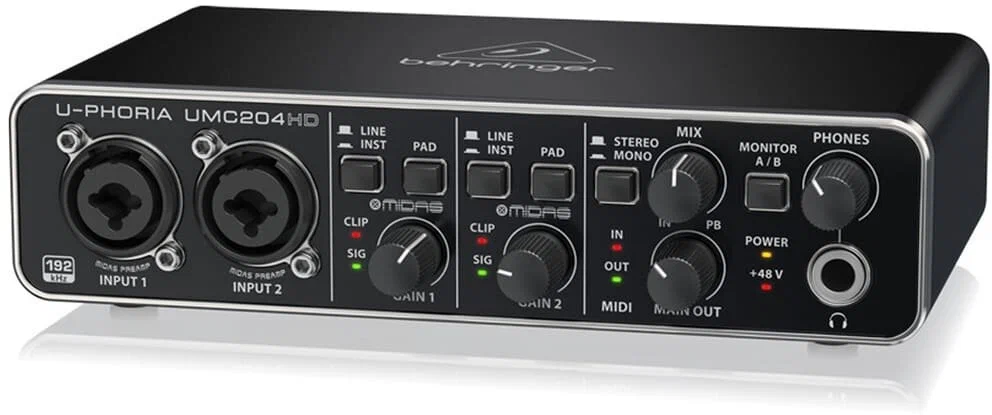 behringer
U-PHORIA UMC204HD
LINE
INST
PAD
MIDAS
CLIP
SIG
GAIN 1
LINE
INST
PAD
MIDAS
CLIP
SIG
GAIN 2
STEREO
MONO
MIX
IN
PB
MONITOR
A / B
PHONES
IN
OUT
MIDI
MAIN OUT
POWER
+48 V
192
kHz
MIDAS PREAMP
INPUT 1
MIDAS PREAMP
INPUT 2